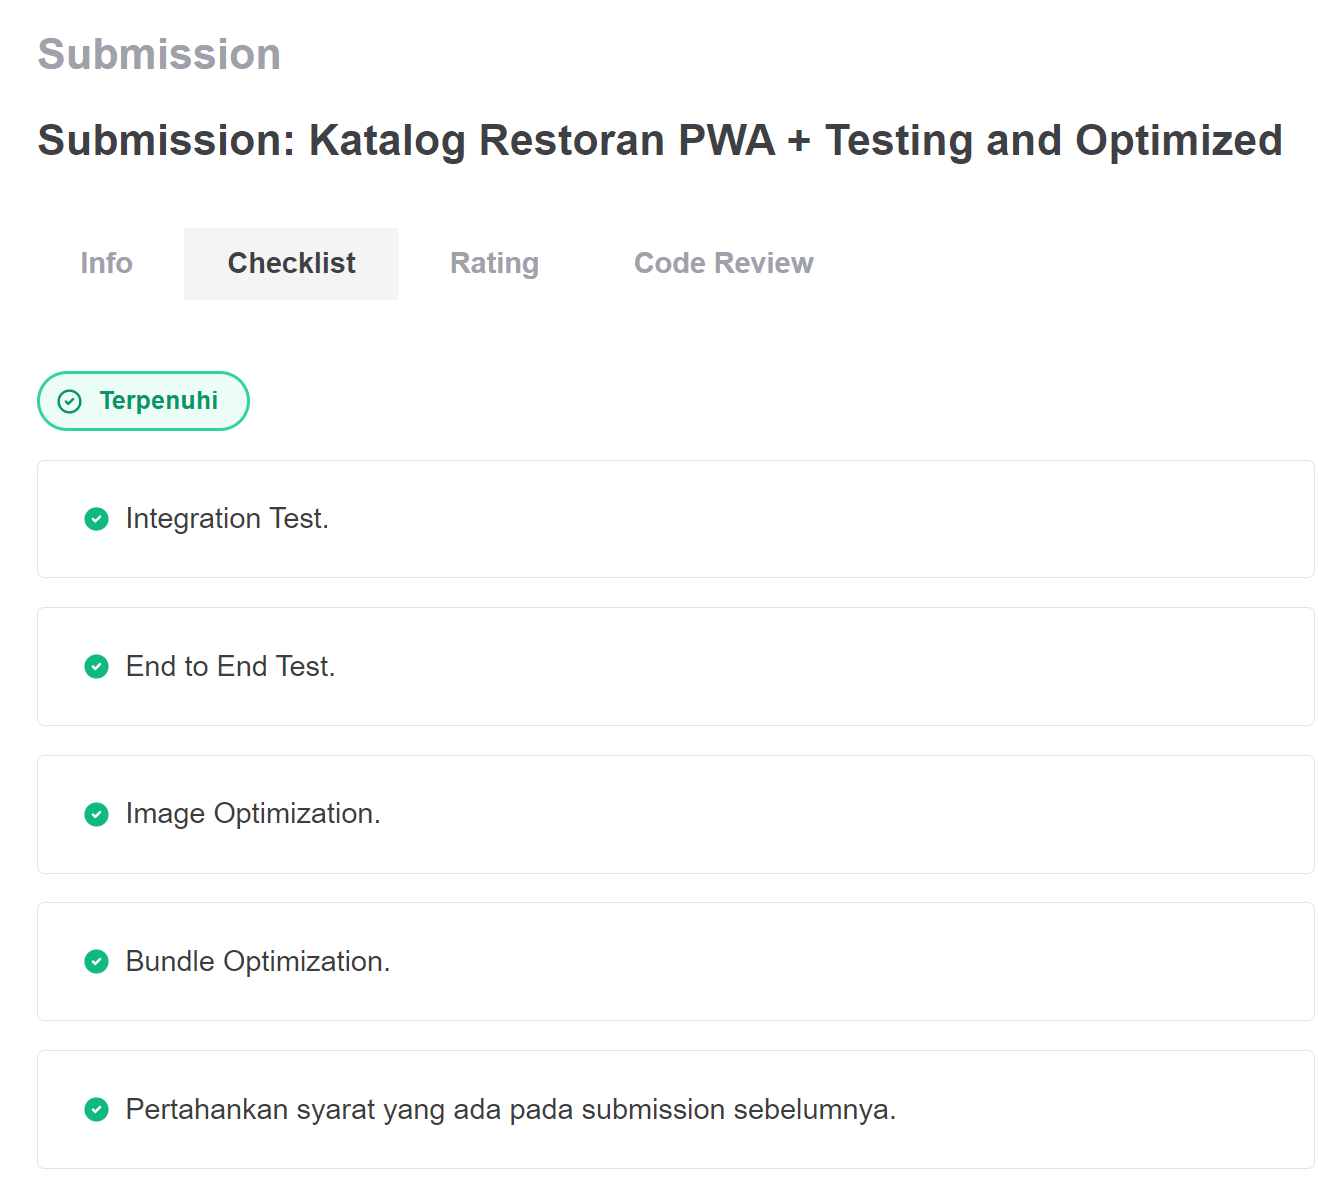 Submission
Submission: Katalog Restoran PWA + Testing and Optimized
Info Checklist Rating Code Review
Terpenuhi
Integration Test.
End to End Test.
Image Optimization.
Bundle Optimization.
Pertahankan syarat yang ada pada submission sebelumnya.